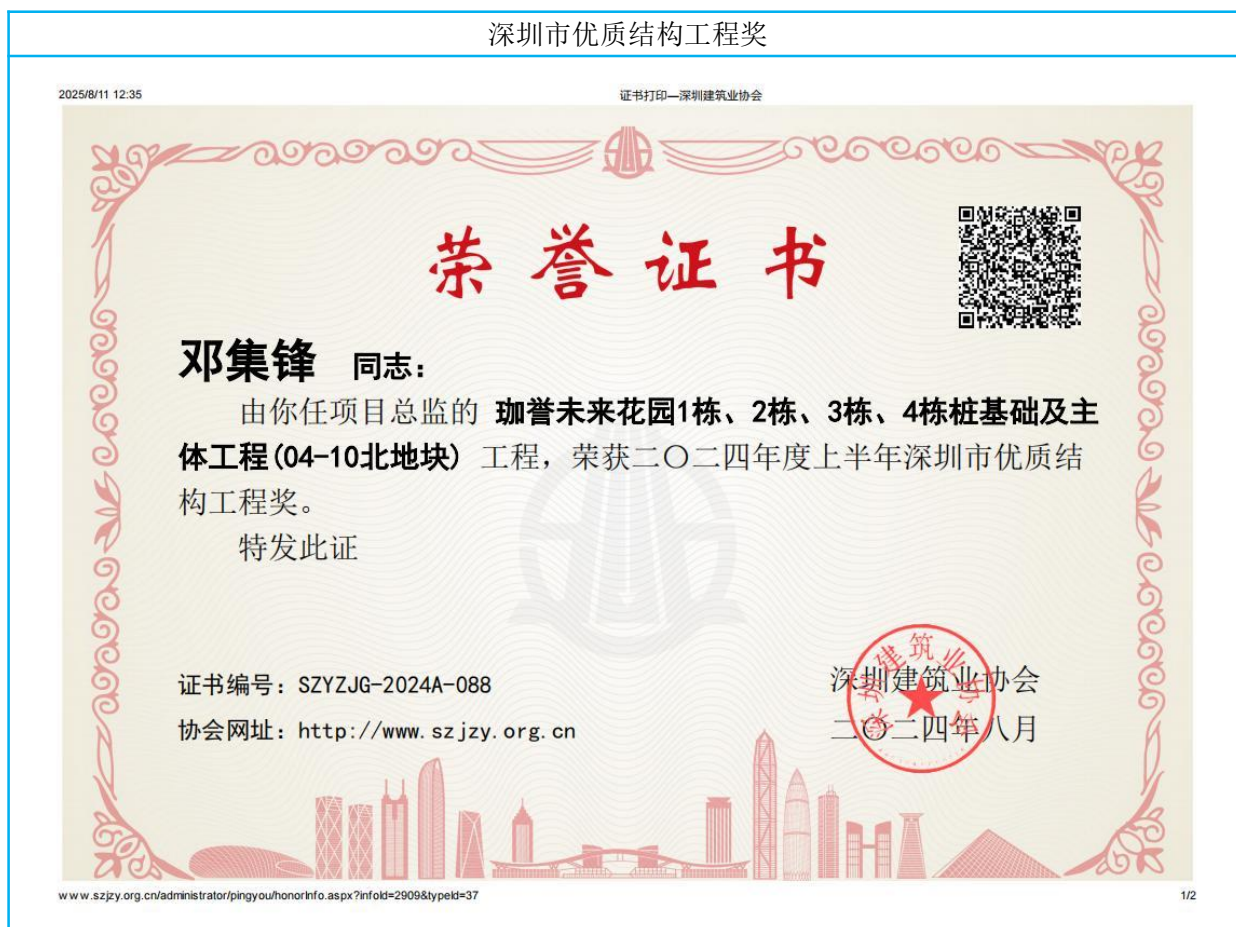 深圳市优质结构工程奖
2025/8/11 12:35 证书打印—深圳建筑业协会
荣誉证书
邓集锋 同志：
由你任项目总监的 珈誉未来花园1栋、2栋、3栋、4栋桩基础及主
体工程(04-10北地块) 工程，荣获二〇二四年度上半年深圳市优质结
构工程奖。
特发此证
证书编号：SZYZJG-2024A-088
深圳建筑业协会
协会网址：http://www.szjzy.org.cn
二〇二四年八月
深圳建筑业协会
www.szjzy.org.cn/administrator/pingyou/honorInfo.aspx?infoId=2909&typeId=37 1/2